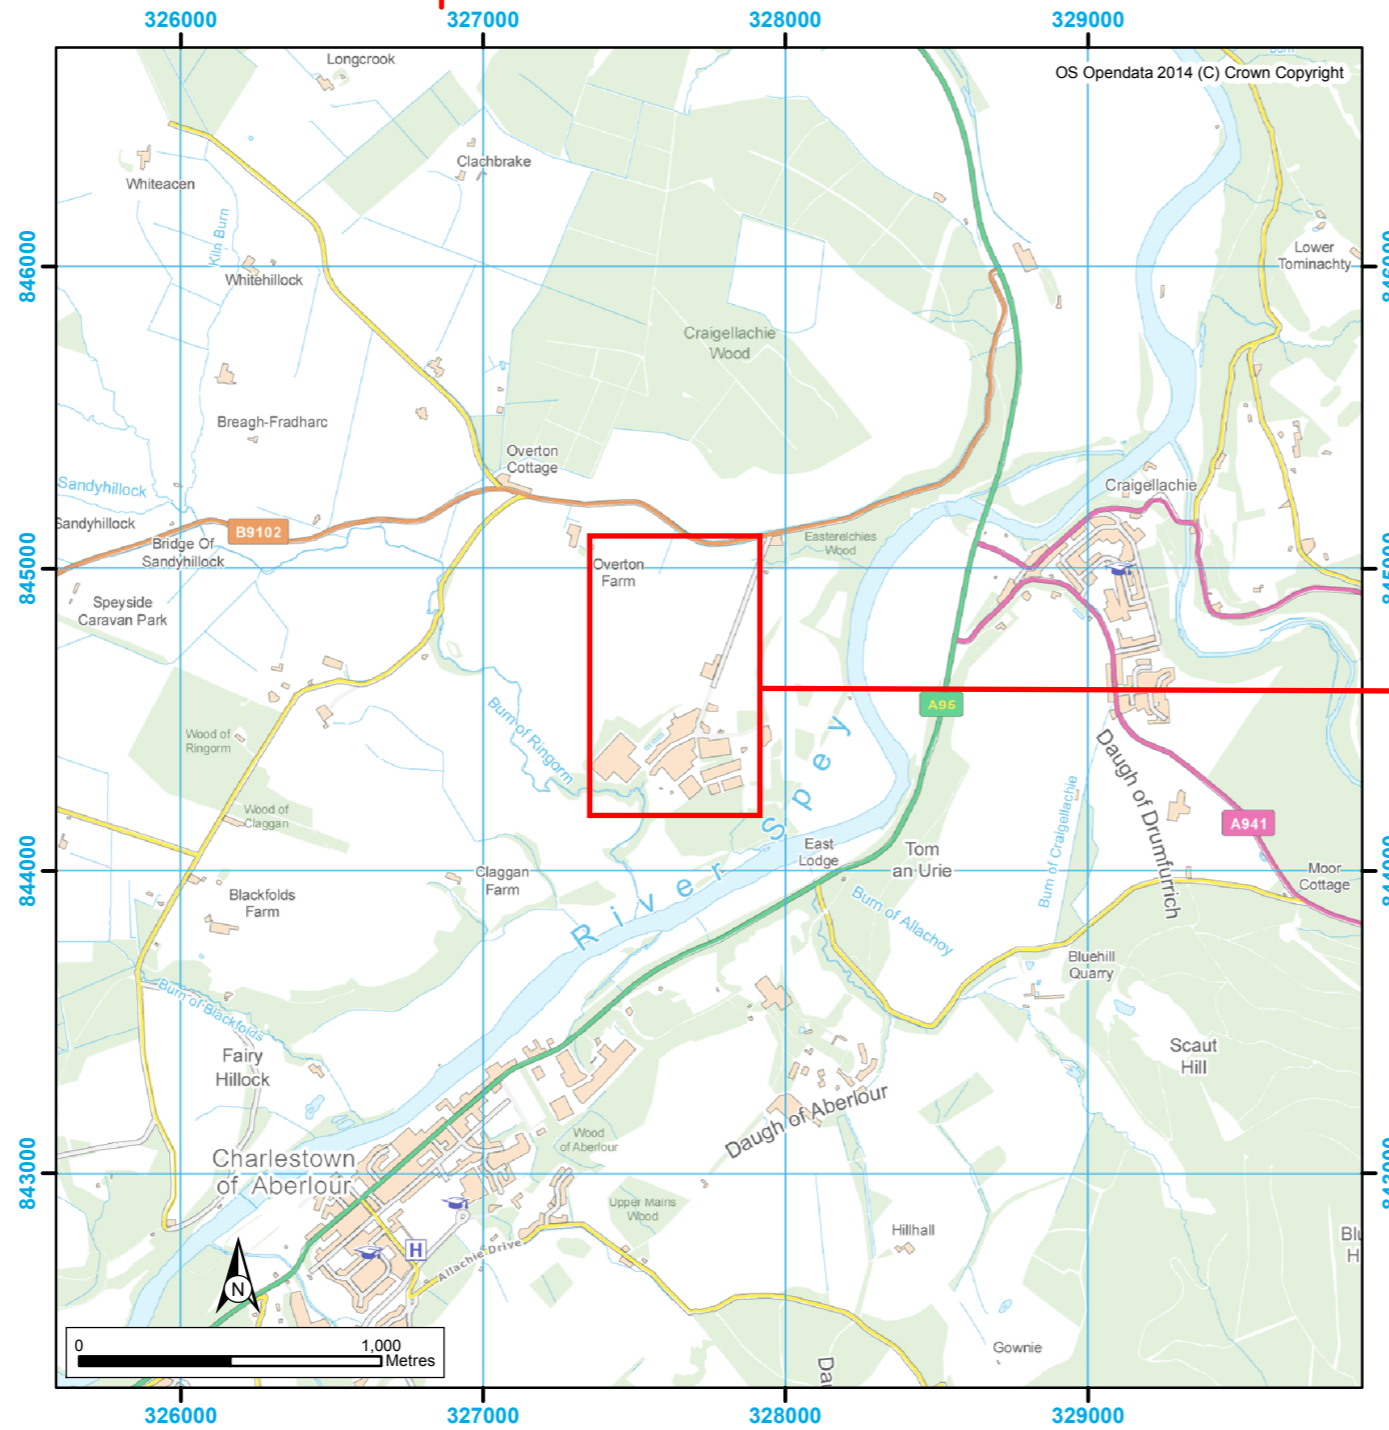 326000
327000
328000
329000
Longcrook
OS Opendata 2014 (C) Crown Copyright
Clachbrake
Whiteacen
Kiln Burn
Lower
Tominachty
846000
Whitehillock
Craigellachie
Wood
Breagh-Fradharc
Overton
Cottage
Craigellachie
Sandyhillock
Sandyhillock
B9102
Bridge Of
Sandyhillock
Easterelchies
Wood
845000
Overton
Farm
Speyside
Caravan Park
A95
Burn of Ringorm
Wood of
Ringorm
Daugh of Drumfurrich
Burn of Craigellachie
Wood of
Claggan
A941
River Spey
East
Lodge
Tom
an Urie
844000
Claggan
Farm
Moor
Cottage
Blackfolds
Farm
Burn of Allachoy
Bluehill
Quarry
Burn of Blackfolds
Fairy
Hillock
Scaut
Hill
Daugh of Aberlour
Wood
of Aberlour
Charlestown
of Aberlour
843000
Upper Mains
Wood
Hillhall
H
Allachie Drive
N
0
1,000
Metres
Gownie
326000
327000
328000
329000